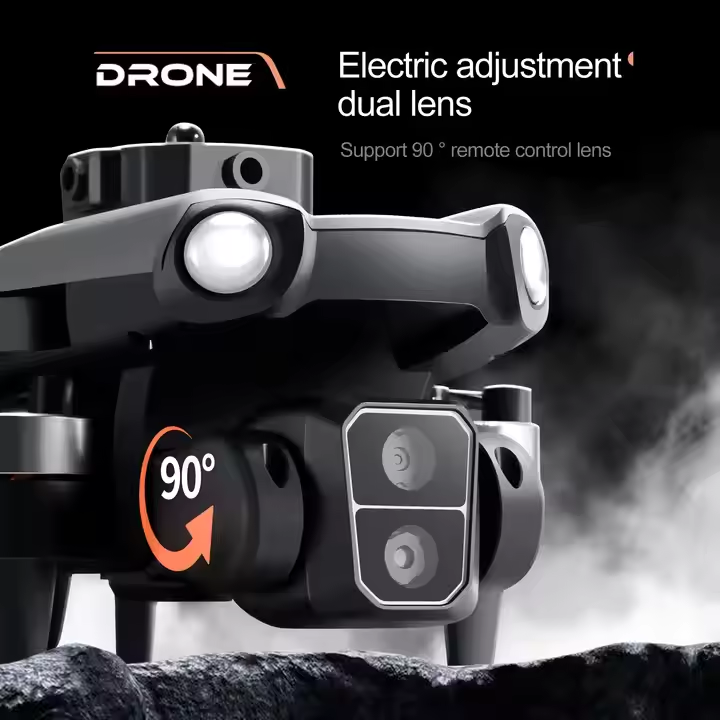 DRONE
Electric adjustment
dual lens
Support 90 ° remote control lens
90°